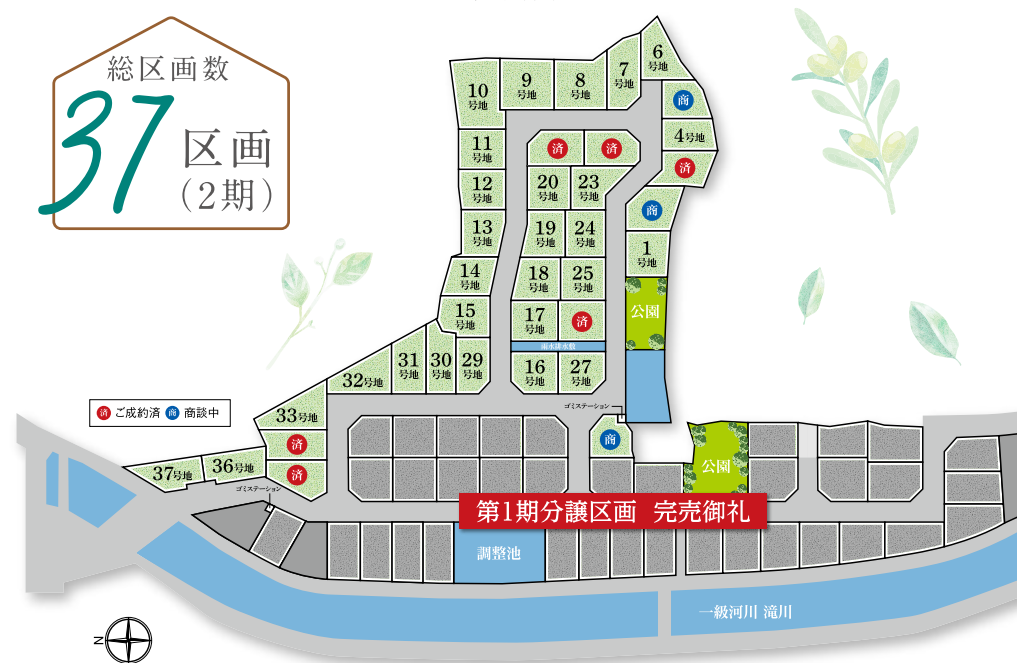 総区画数
37区画
(2期)
6
号地
7
号地
8
号地
9
号地
10
号地
商
4号地
済
11
号地
済
済
12
号地
20
号地
23
号地
商
13
号地
19
号地
24
号地
1
号地
14
号地
18
号地
25
号地
15
号地
17
号地
済
公園
雨水排水敷
32号地
31
号地
30
号地
29
号地
16
号地
27
号地
ゴミステーション
済 ご成約済 商 商談中
33号地
済
商
37号地
36号地
済
公園
ゴミステーション
第1期分譲区画 完売御礼
調整池
一級河川 滝川
N